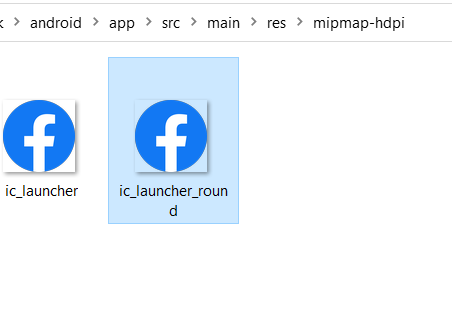 k > android > app > src > main > res > mipmap-hdpi
ic_launcher
ic_launcher_roun
d